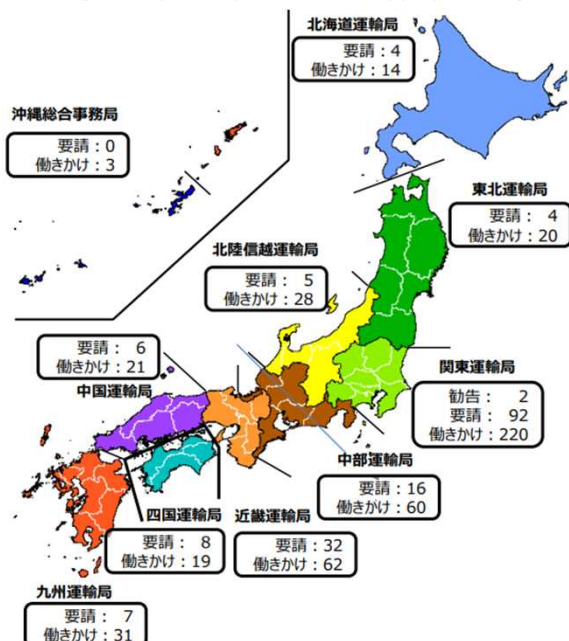 北海道運輸局
要請：4
働きかけ：14
沖縄総合事務局
要請：0
働きかけ：3
東北運輸局
要請： 4
働きかけ：20
北陸信越運輸局
要請： 5
働きかけ：28
要請： 6
働きかけ：21
中国運輸局
関東運輸局
勧告： 2
要請： 92
働きかけ：220
中部運輸局
要請：16
働きかけ：60
四国運輸局
要請： 8
働きかけ：19
近畿運輸局
要請：32
働きかけ：62
九州運輸局
要請： 7
働きかけ：31